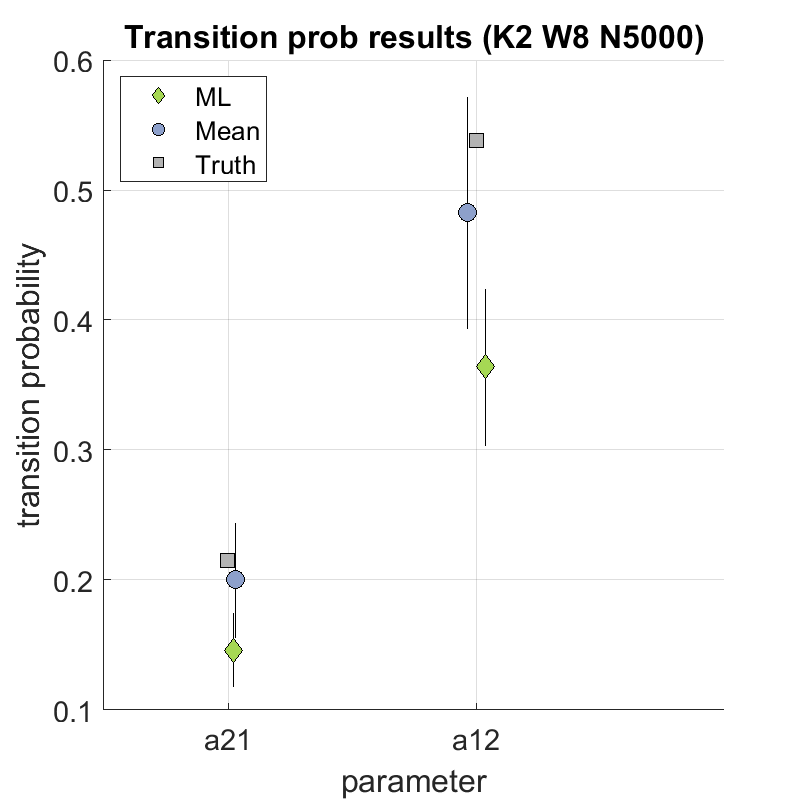 Transition prob results (K2 W8 N5000)
0.6
ML
Mean
Truth
0.5
0.4
0.3
0.2
0.1
transition probability
a21 a12
parameter